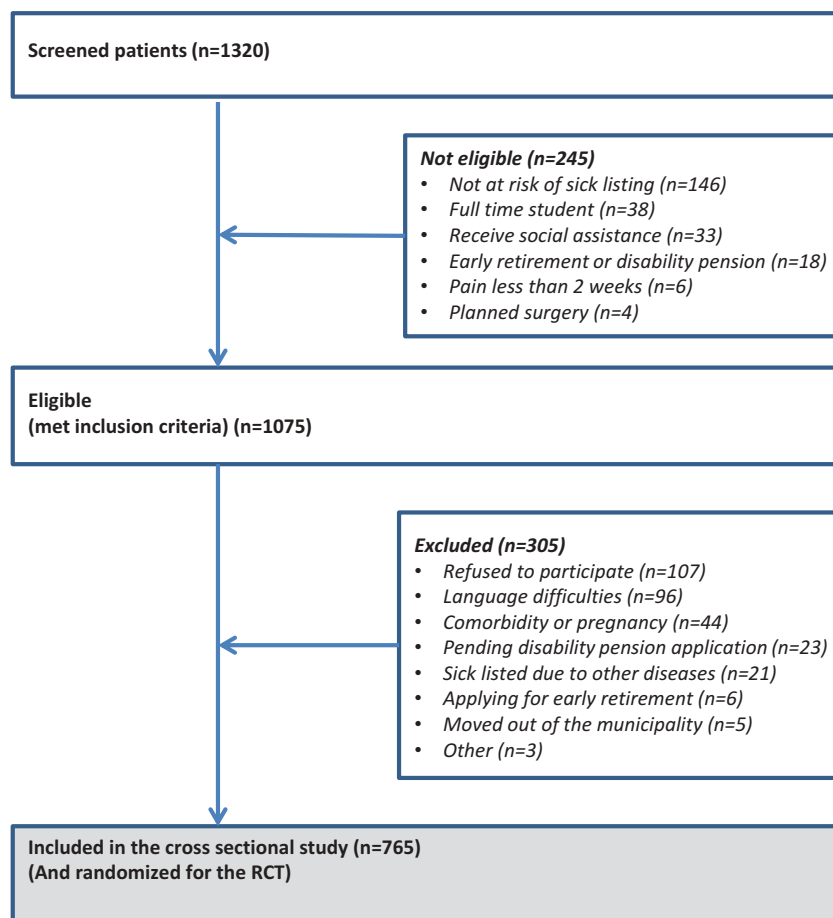 Screened patients (n=1320)
Not eligible (n=245)
• Not at risk of sick listing (n=146)
• Full time student (n=38)
• Receive social assistance (n=33)
• Early retirement or disability pension (n=18)
• Pain less than 2 weeks (n=6)
• Planned surgery (n=4)
Eligible
(met inclusion criteria) (n=1075)
Excluded (n=305)
• Refused to participate (n=107)
• Language difficulties (n=96)
• Comorbidity or pregnancy (n=44)
• Pending disability pension application (n=23)
• Sick listed due to other diseases (n=21)
• Applying for early retirement (n=6)
• Moved out of the municipality (n=5)
• Other (n=3)
Included in the cross sectional study (n=765)
(And randomized for the RCT)